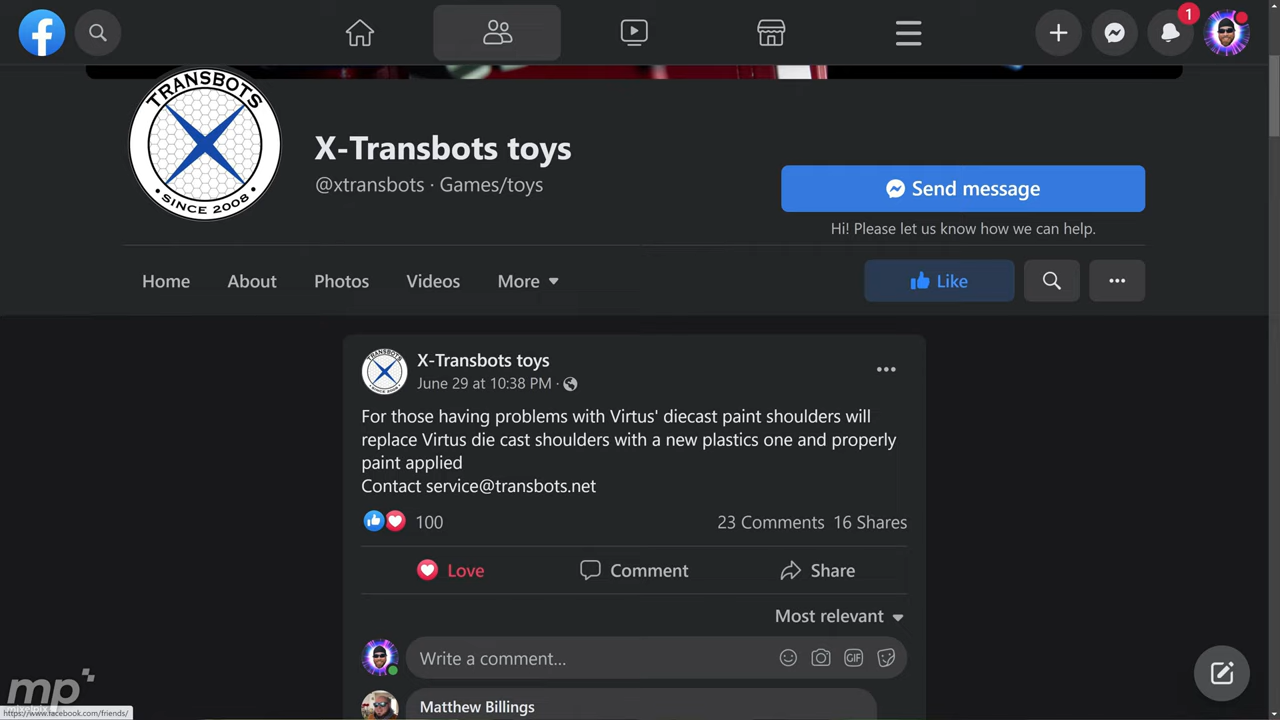 1
TRANSBOTS
SINCE 2008
X-Transbots toys
@xtransbots · Games/toys
Send message
Hi! Please let us know how we can help.
Home About Photos Videos More
Like
X-Transbots toys
June 29 at 10:38 PM ·
For those having problems with Virtus' diecast paint shoulders will
replace Virtus die cast shoulders with a new plastics one and properly
paint applied
Contact service@transbots.net
100 23 Comments 16 Shares
Love Comment Share
Most relevant
Write a comment... GIF
Matthew Billings
mp
https://www.facebook.com/friends/